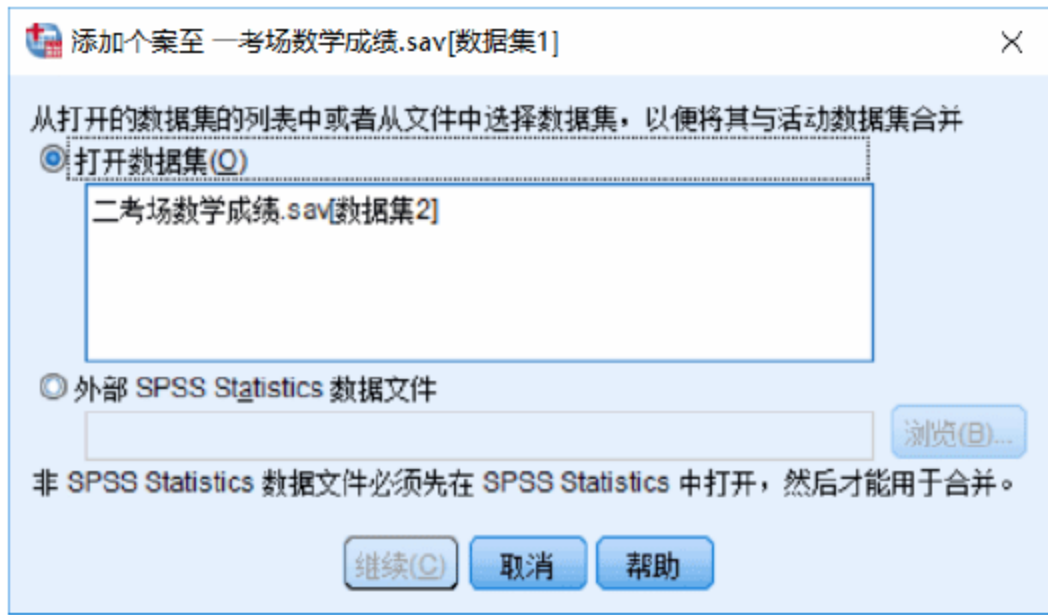 添加个案至 一考场数学成绩.sav[数据集1]
从打开的数据集的列表中或者从文件中选择数据集，以便将其与活动数据集合并
打开数据集(O)
二考场数学成绩.sav[数据集2]
外部 SPSS Statistics 数据文件
浏览(B)...
非 SPSS Statistics 数据文件必须先在 SPSS Statistics 中打开，然后才能用于合并。
继续(C) 取消 帮助